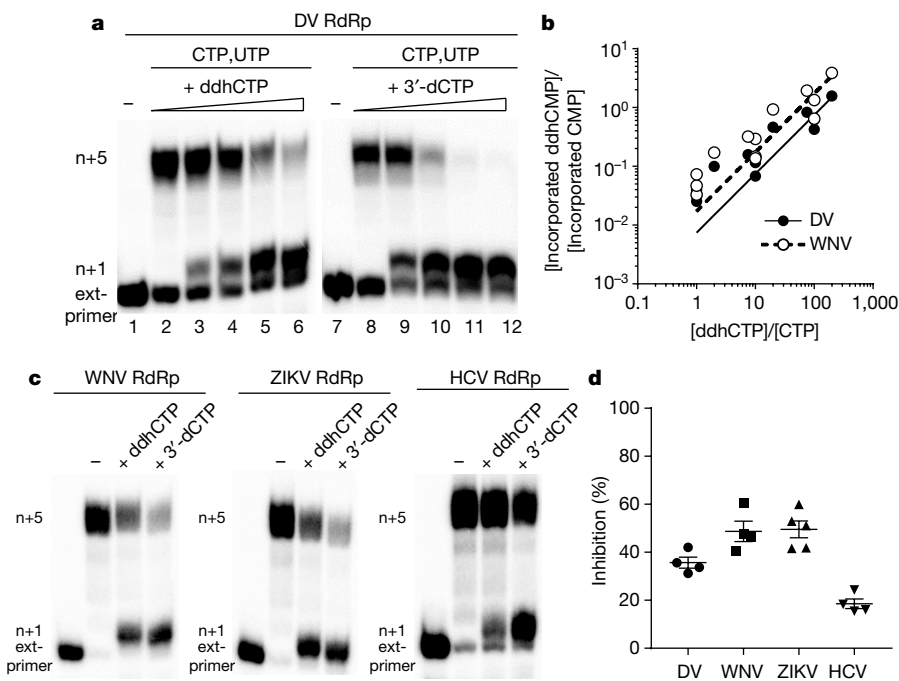 a
DV RdRp
CTP,UTP
CTP,UTP
+ ddhCTP
+ 3′-dCTP
–
–
n+5
n+1
ext-
primer
1 2 3 4 5 6 7 8 9 10 11 12
b
[Incorporated ddhCMP]/
[Incorporated CMP]
10¹
10⁰
10⁻¹
10⁻²
10⁻³
0.1 1 10 100 1,000
[ddhCTP]/[CTP]
DV
WNV
c
WNV RdRp
– + ddhCTP + 3′-dCTP
n+5
n+1
ext-
primer
ZIKV RdRp
– + ddhCTP + 3′-dCTP
n+5
n+1
ext-
primer
HCV RdRp
– + ddhCTP + 3′-dCTP
n+5
n+1
ext-
primer
d
Inhibition (%)
100
80
60
40
20
0
DV WNV ZIKV HCV